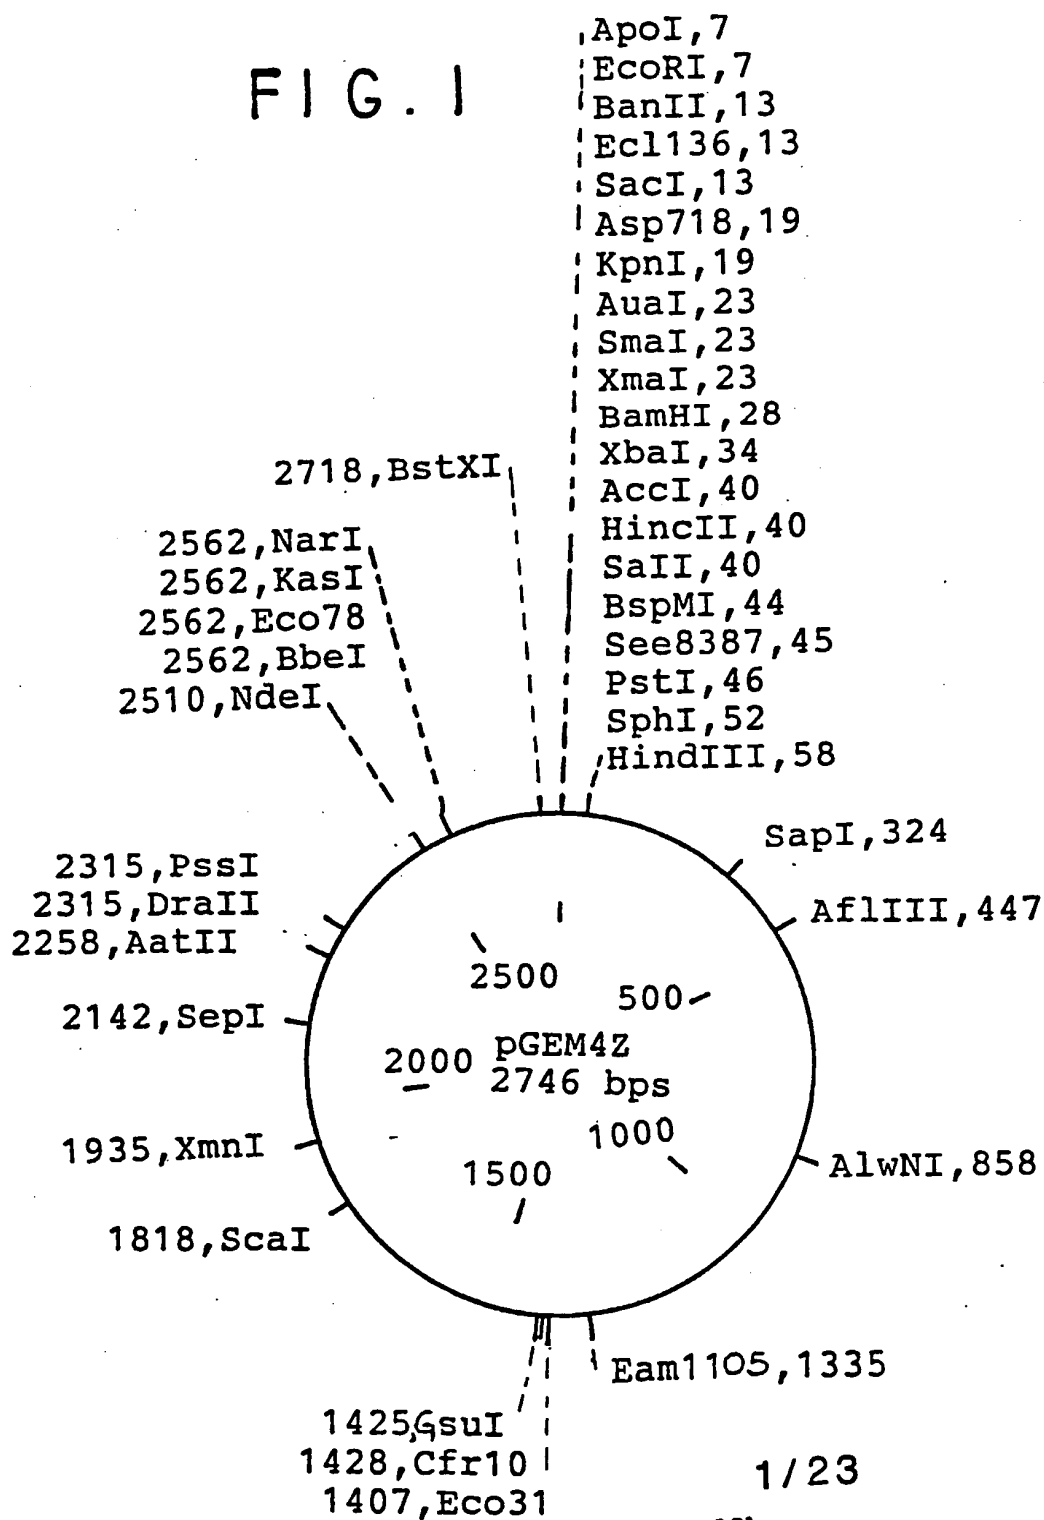 FIG. 1
ApoI,7
EcoRI,7
BanII,13
Ecl136,13
SacI,13
Asp718,19
KpnI,19
AuaI,23
SmaI,23
XmaI,23
BamHI,28
XbaI,34
AccI,40
HincII,40
SaII,40
BspMI,44
See8387,45
PstI,46
SphI,52
HindIII,58
2718,BstXI
2562,NarI
2562,KasI
2562,Eco78
2562,BbeI
2510,NdeI
SapI,324
AflIII,447
2315,PssI
2315,DraII
2258,AatII
2142,SepI
2500
500
pGEM4Z
2000
2746 bps
1000
1500
1935,XmnI
1818,ScaI
AlwNI,858
Eam1105,1335
1425,GsuI
1428,Cfr10
1407,Eco31
1/23